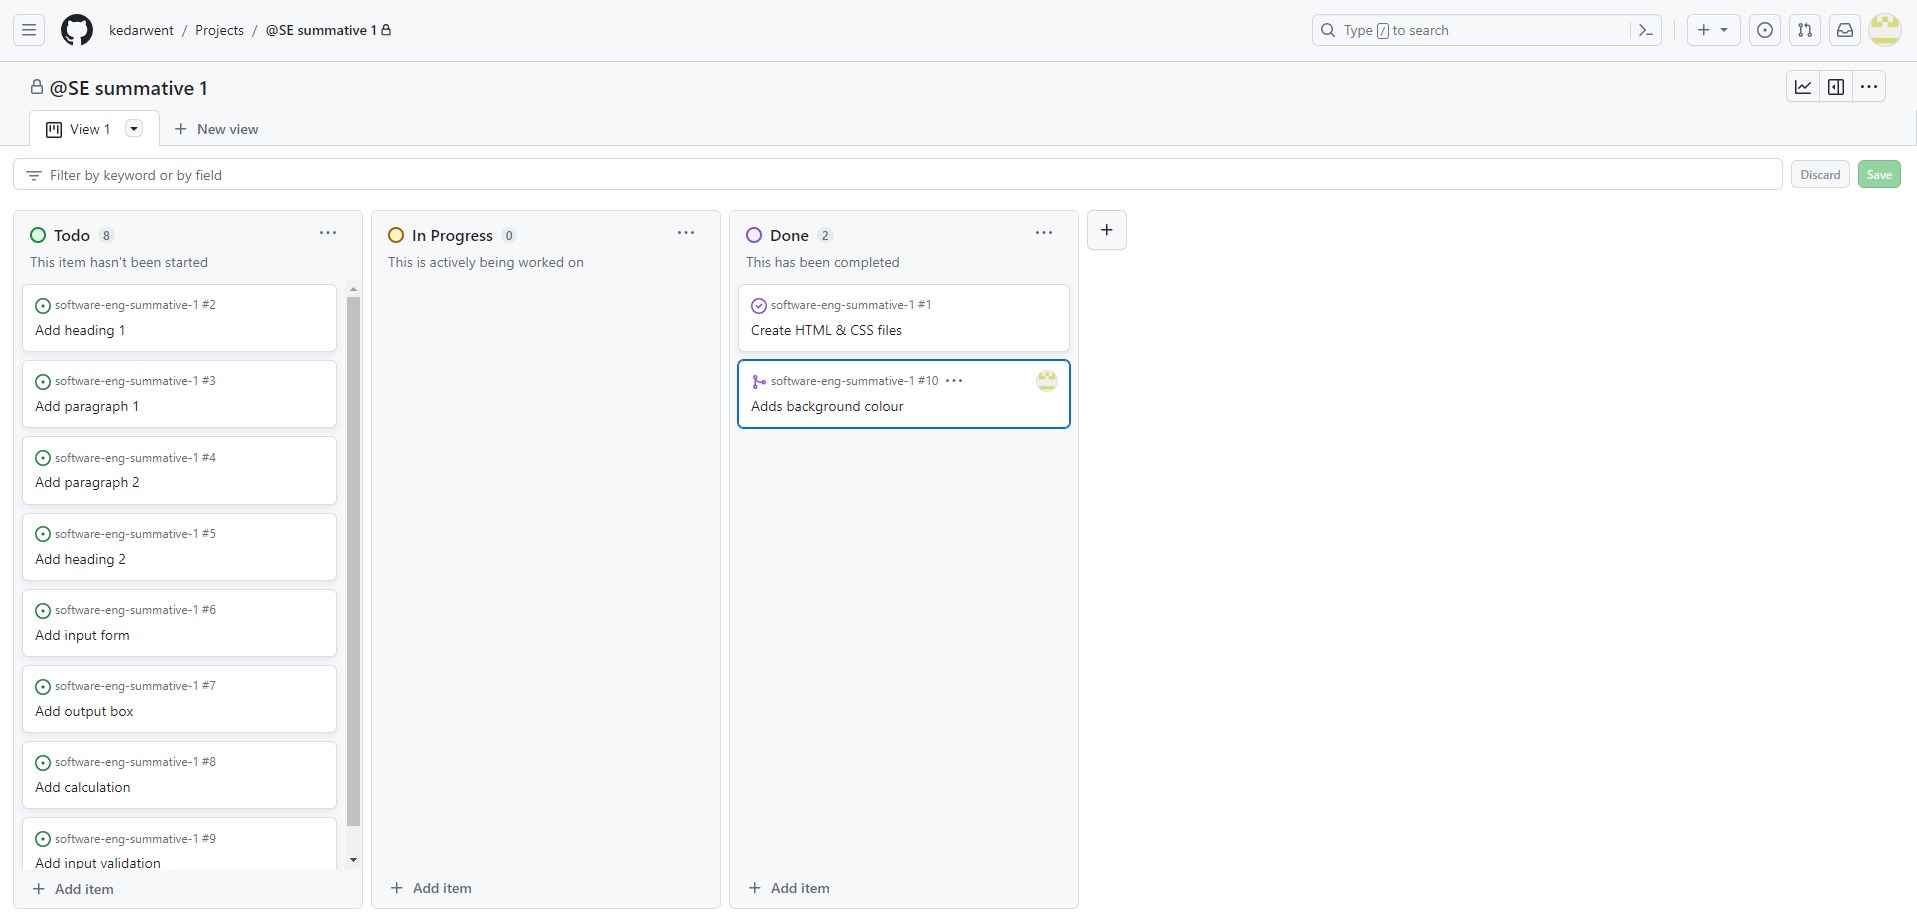 kedarwent / Projects / @SE summative 1
Type / to search
@SE summative 1
View 1
New view
Filter by keyword or by field
Discard
Save
Todo 8
This item hasn't been started
software-eng-summative-1 #2
Add heading 1
software-eng-summative-1 #3
Add paragraph 1
software-eng-summative-1 #4
Add paragraph 2
software-eng-summative-1 #5
Add heading 2
software-eng-summative-1 #6
Add input form
software-eng-summative-1 #7
Add output box
software-eng-summative-1 #8
Add calculation
software-eng-summative-1 #9
Add input validation
Add item
In Progress 0
This is actively being worked on
Add item
Done 2
This has been completed
software-eng-summative-1 #1
Create HTML & CSS files
software-eng-summative-1 #10
Adds background colour
Add item